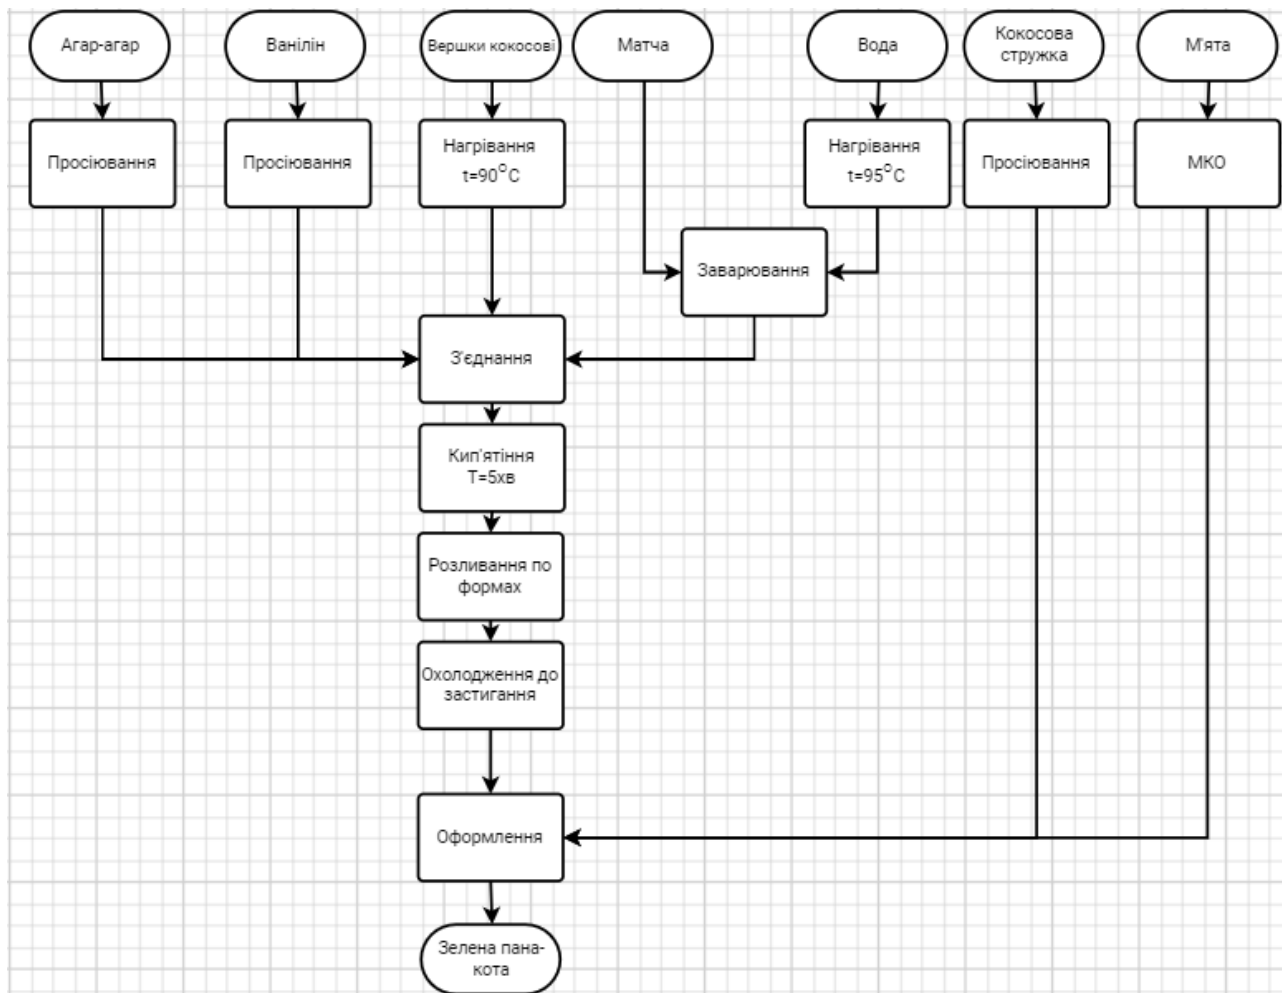 Агар-агар
Ванілін
Вершки кокосові
Матча
Вода
Кокосова
стружка
М'ята
Просіювання
Просіювання
Нагрівання
t=90°C
Нагрівання
t=95°C
Просіювання
МКО
Заварювання
З'єднання
Кип'ятіння
Т=5хв
Розливання по
формах
Охолодження до
застигання
Оформлення
Зелена пана-
кота